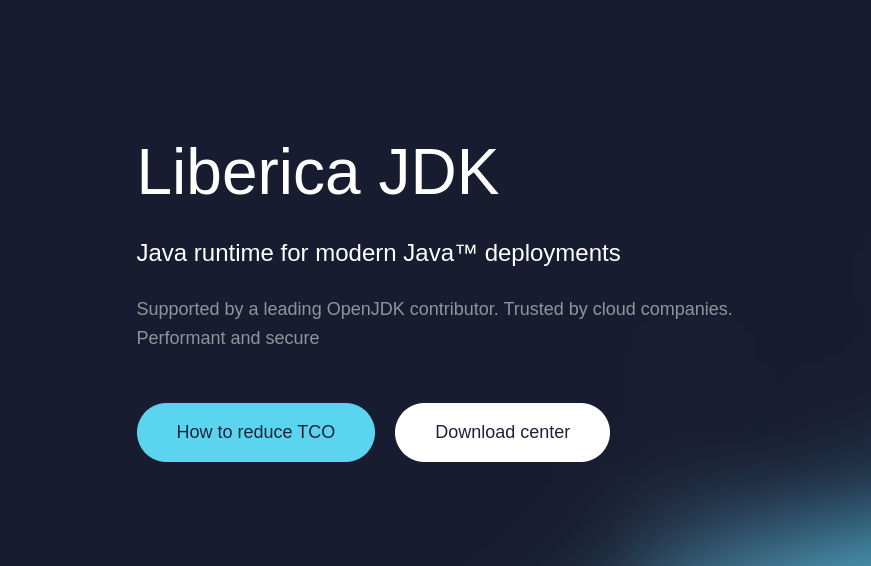 Liberica JDK
Java runtime for modern Java™ deployments
Supported by a leading OpenJDK contributor. Trusted by cloud companies.
Performant and secure
How to reduce TCO
Download center